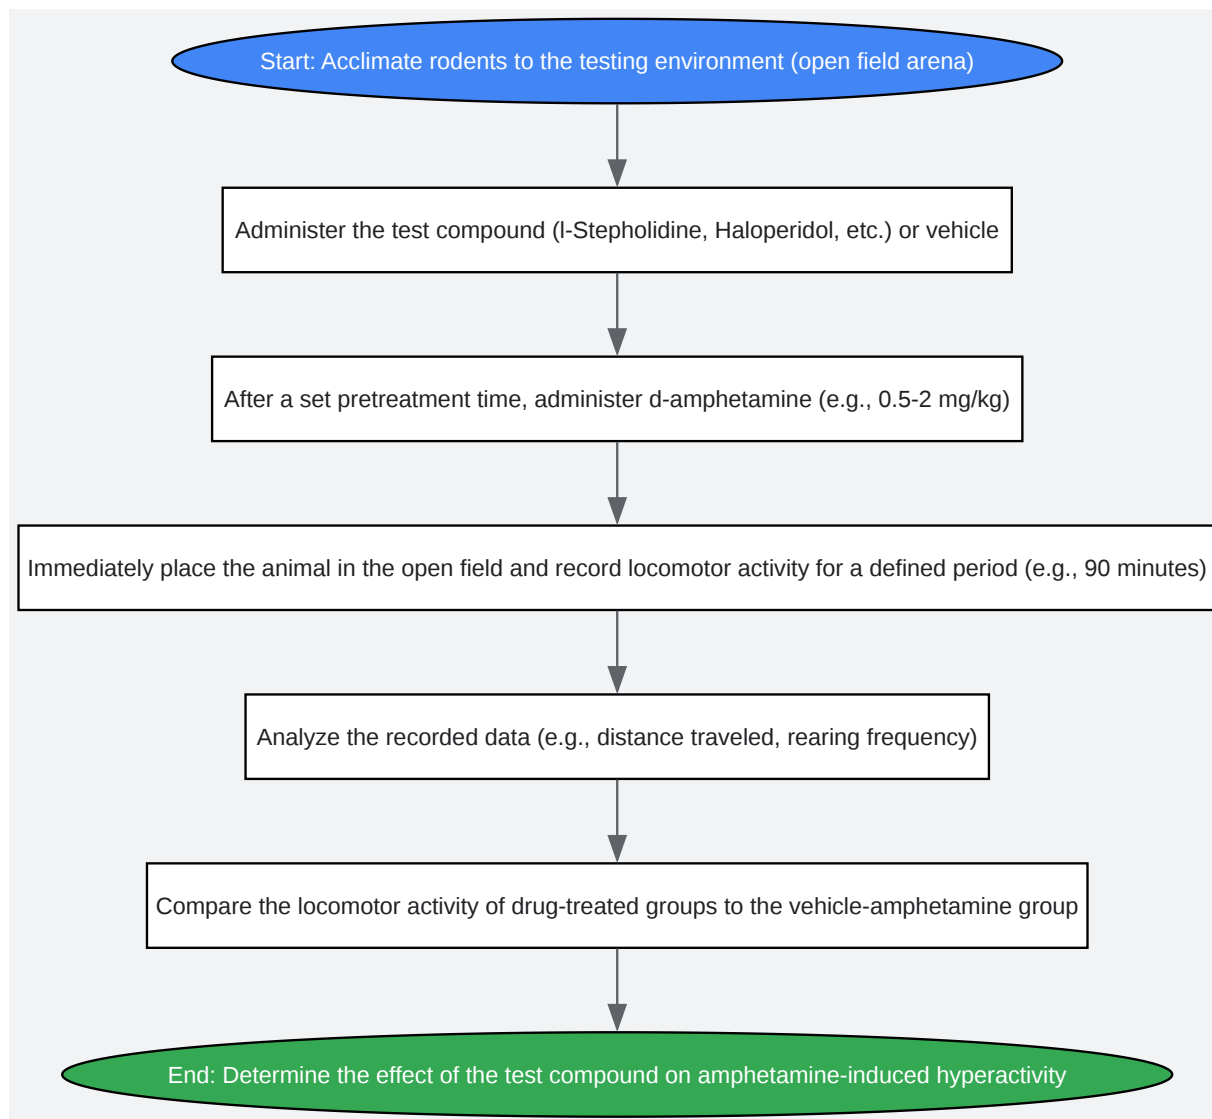 Start: Acclimate rodents to the testing environment (open field arena)
Administer the test compound (l-Stepholidine, Haloperidol, etc.) or vehicle
After a set pretreatment time, administer d-amphetamine (e.g., 0.5-2 mg/kg)
Immediately place the animal in the open field and record locomotor activity for a defined period (e.g., 90 minutes)
Analyze the recorded data (e.g., distance traveled, rearing frequency)
Compare the locomotor activity of drug-treated groups to the vehicle-amphetamine group
End: Determine the effect of the test compound on amphetamine-induced hyperactivity